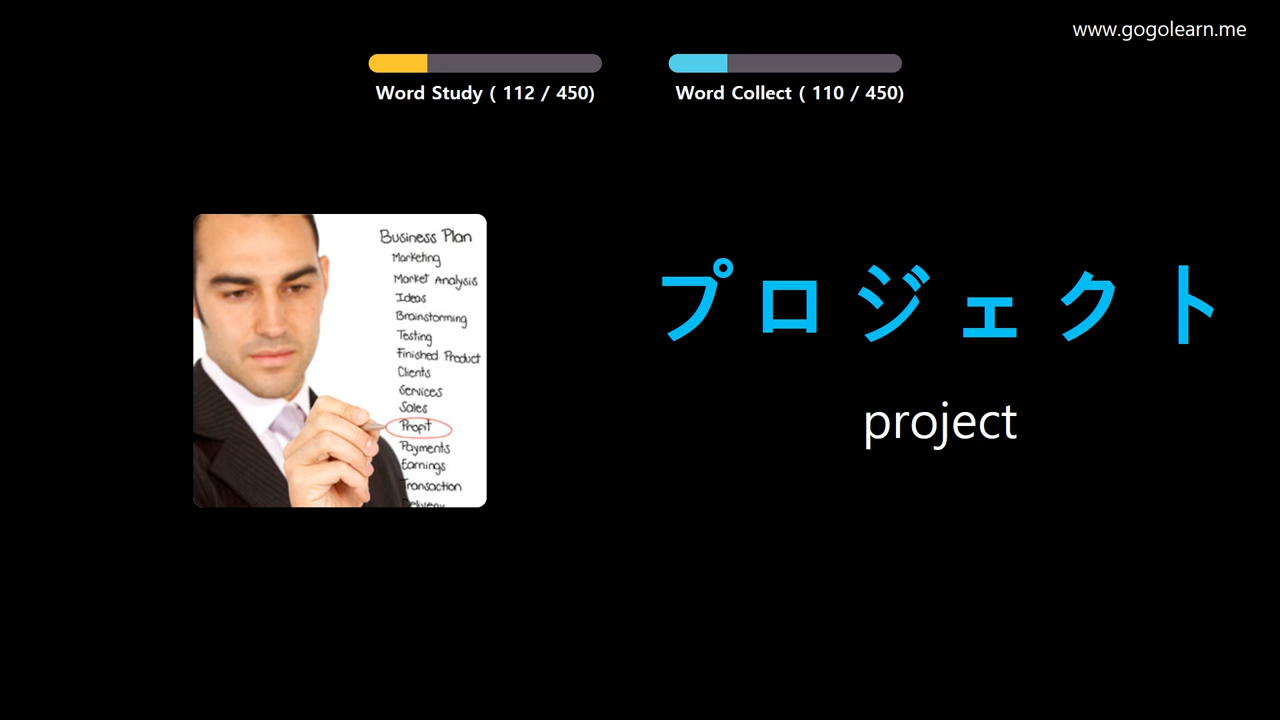 www.gogolearn.me
Word Study ( 112 / 450)
Word Collect ( 110 / 450)
Business Plan
Marketing
Market Analysis
Ideas
Brainstorming
Testing
Finished Product
Clients
Services
Sales
Profit
Payments
Earnings
Transaction
Delivery
プロジェクト
project